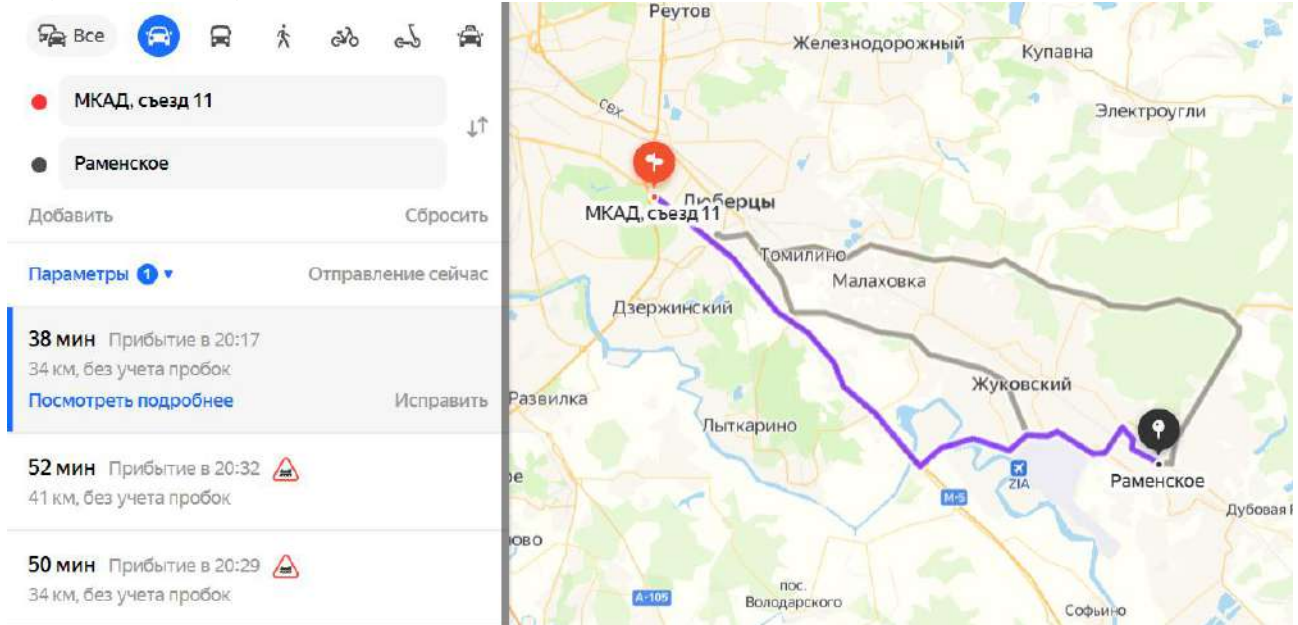 Все
МКАД, съезд 11
Раменское
Добавить Сбросить
Параметры 1 Отправление сейчас
38 мин Прибытие в 20:17
34 км, без учета пробок
Посмотреть подробнее Исправить
52 мин Прибытие в 20:32
41 км, без учета пробок
50 мин Прибытие в 20:29
34 км, без учета пробок
Реутов
Железнодорожный
Купавна
СВХ
Электроугли
Люберцы
МКАД, съезд 11
Томилино
Малаховка
Дзержинский
Жуковский
Развилка
Лыткарино
ZIA
Раменское
М-5
Дубовая
ово
А-105
пос.
Володарского
Софьино